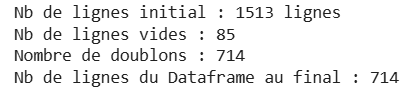 Nb de lignes initial : 1513 lignes
Nb de lignes vides : 85
Nombre de doublons : 714
Nb de lignes du Dataframe au final : 714